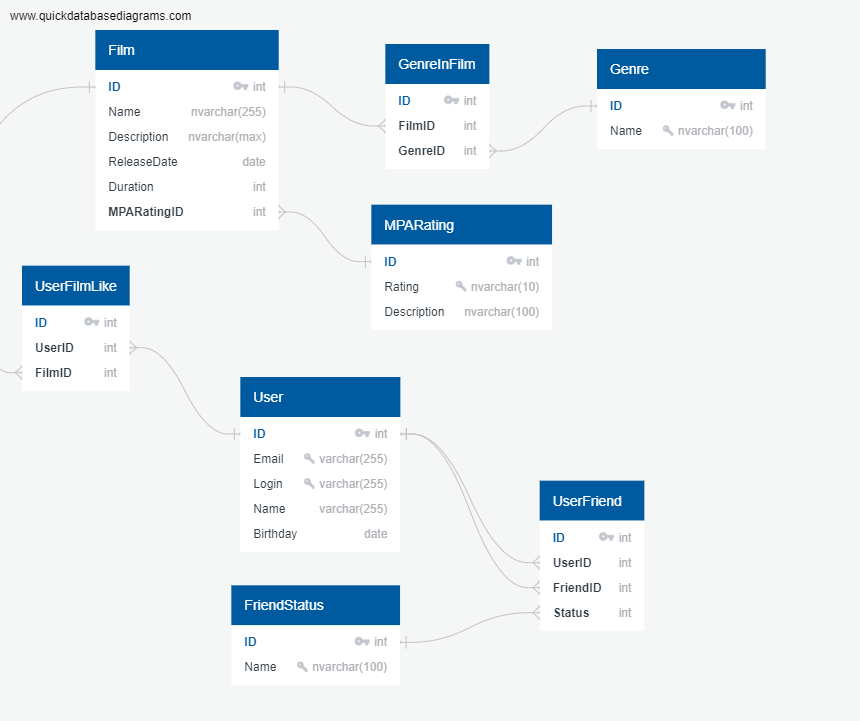 www.quickdatabasediagrams.com
Film
ID int
Name nvarchar(255)
Description nvarchar(max)
ReleaseDate date
Duration int
MPARatingID int
GenreInFilm
ID int
FilmID int
GenreID int
Genre
ID int
Name nvarchar(100)
MPARating
ID int
Rating nvarchar(10)
Description nvarchar(100)
UserFilmLike
ID int
UserID int
FilmID int
User
ID int
Email varchar(255)
Login varchar(255)
Name varchar(255)
Birthday date
UserFriend
ID int
UserID int
FriendID int
Status int
FriendStatus
ID int
Name nvarchar(100)